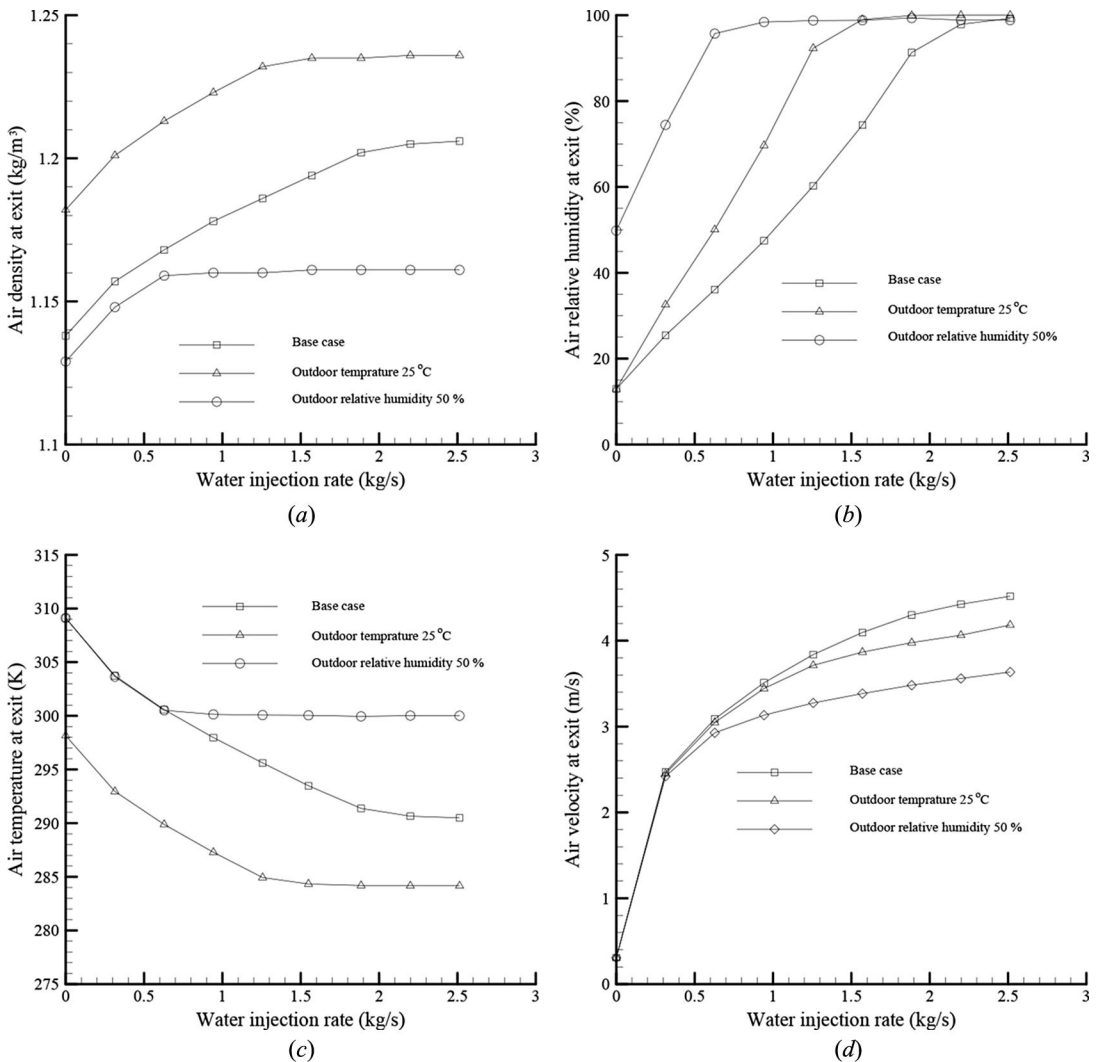 1.25
1.2
1.15
1.1
Air density at exit (kg/m³)
Base case
Outdoor temprature 25 °C
Outdoor relative humidity 50 %
0 0.5 1 1.5 2 2.5 3
Water injection rate (kg/s)
(a)
100
80
60
40
20
0
Air relative humidity at exit (%)
Base case
Outdoor temprature 25 °C
Outdoor relative humidity 50%
0 0.5 1 1.5 2 2.5 3
Water injection rate (kg/s)
(b)
315
310
305
300
295
290
285
280
275
Air temperature at exit (K)
Base case
Outdoor temprature 25 °C
Outdoor relative humidity 50 %
0 0.5 1 1.5 2 2.5 3
Water injection rate (kg/s)
(c)
5
4
3
2
1
0
Air velocity at exit (m/s)
Base case
Outdoor temprature 25 °C
Outdoor relative humidity 50 %
0 0.5 1 1.5 2 2.5 3
Water injection rate (kg/s)
(d)